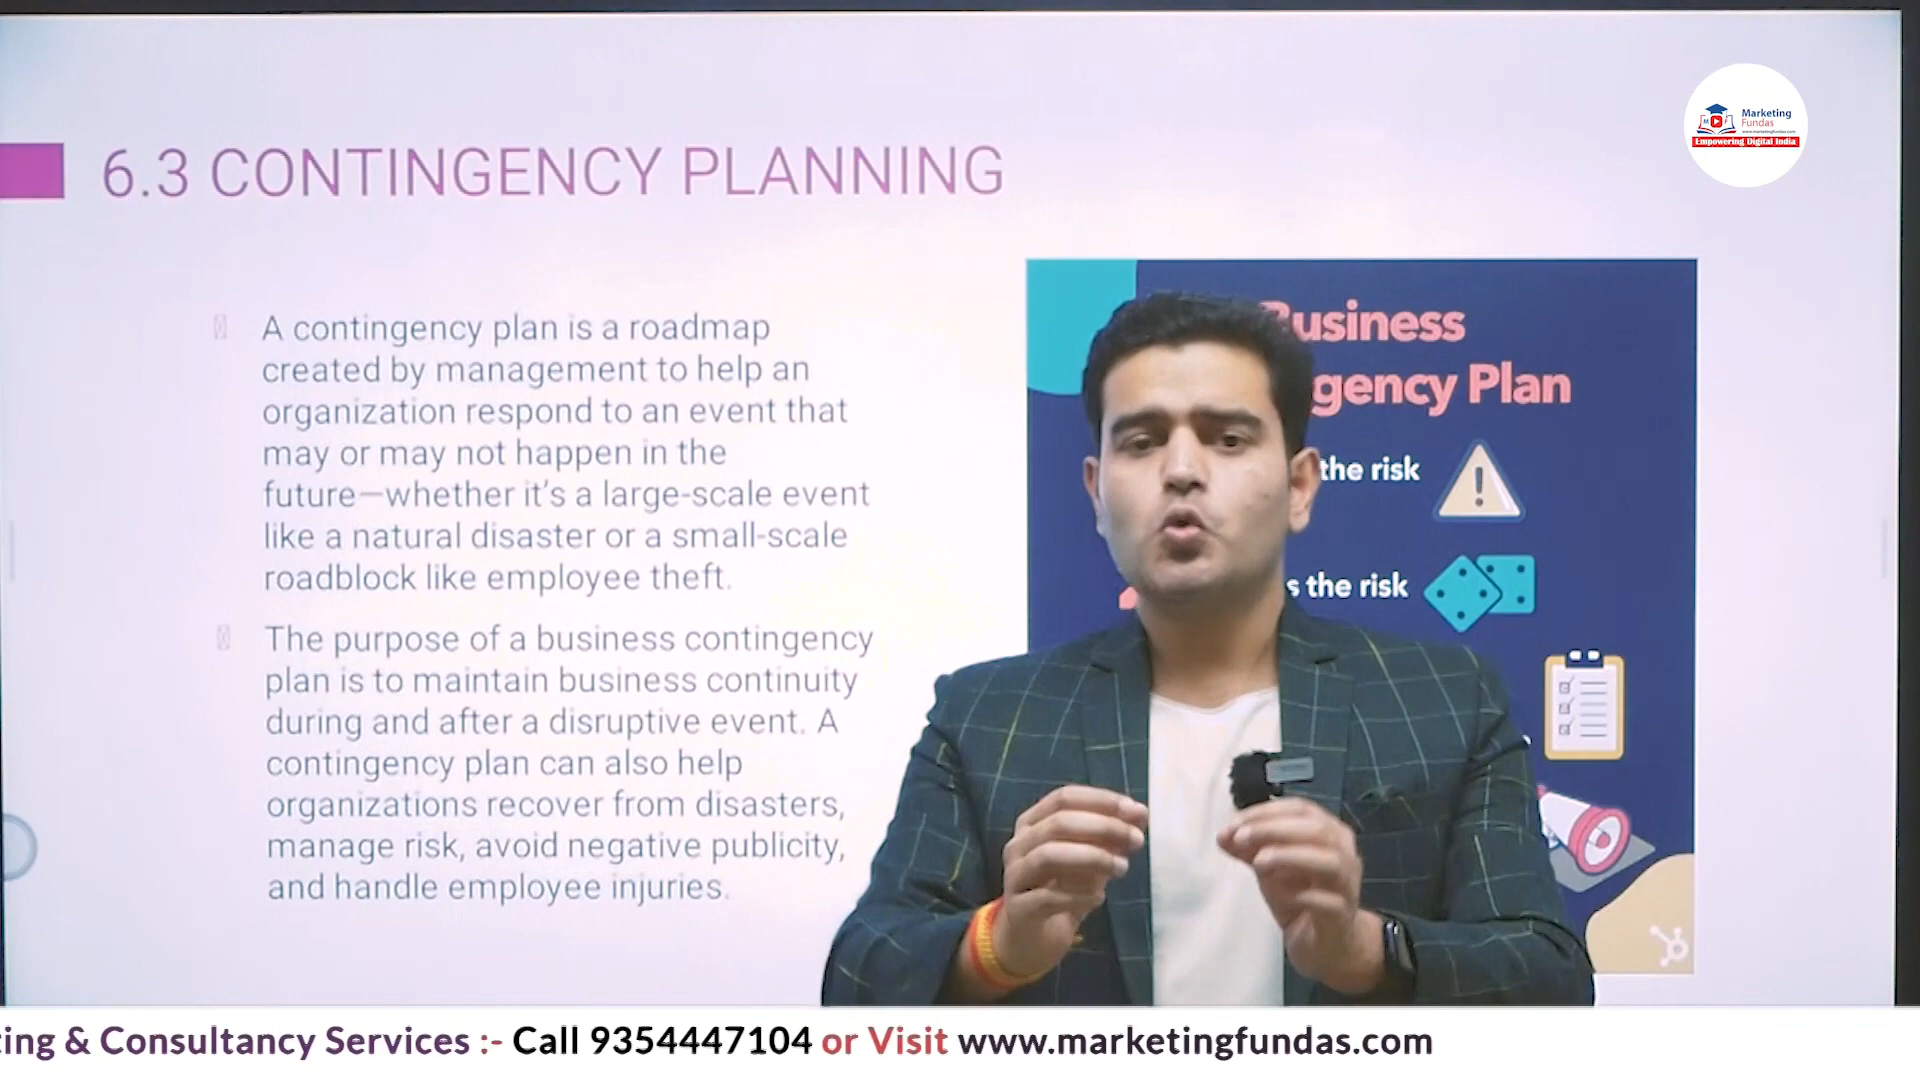 Marketing
Fundas
www.marketingfundas.com
Empowering Digital India
6.3 CONTINGENCY PLANNING
A contingency plan is a roadmap
created by management to help an
organization respond to an event that
may or may not happen in the
future—whether it's a large-scale event
like a natural disaster or a small-scale
roadblock like employee theft.
The purpose of a business contingency
plan is to maintain business continuity
during and after a disruptive event. A
contingency plan can also help
organizations recover from disasters,
manage risk, avoid negative publicity,
and handle employee injuries.
Business
gency Plan
the risk
s the risk
ting & Consultancy Services :- Call 9354447104 or Visit www.marketingfundas.com